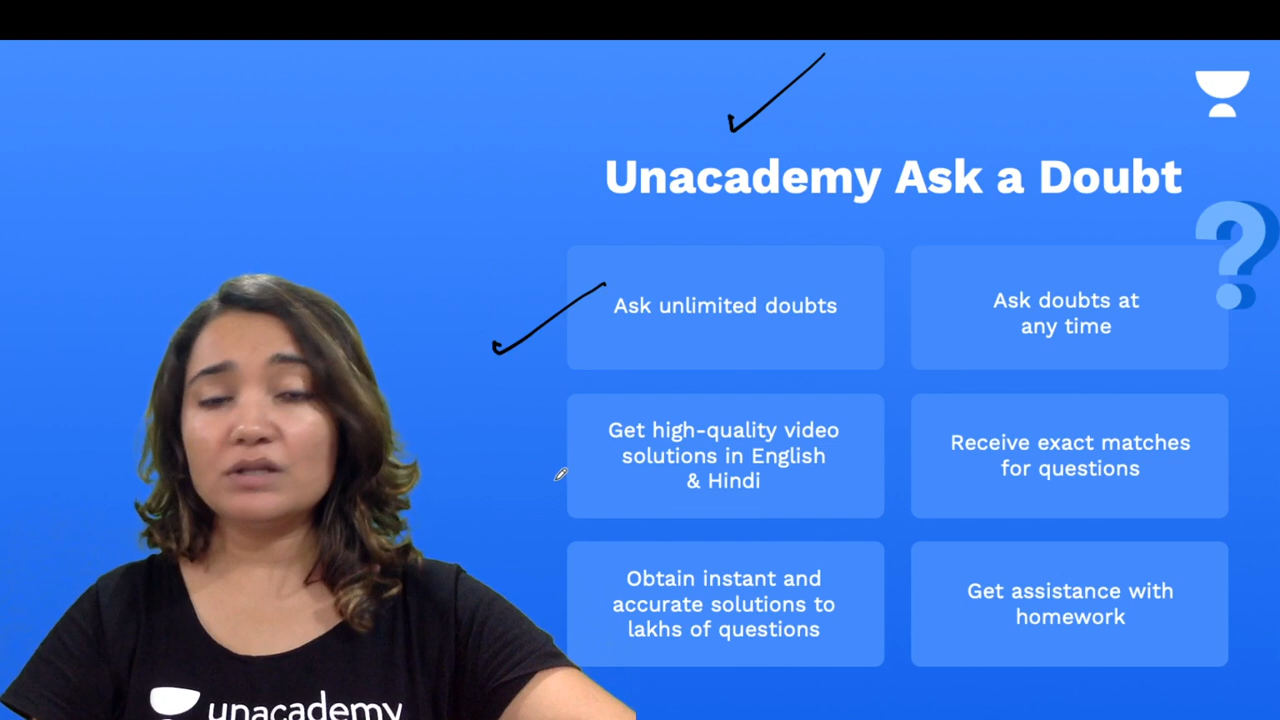 Unacademy Ask a Doubt
?
Ask unlimited doubts
Ask doubts at
any time
Get high-quality video
solutions in English
& Hindi
Receive exact matches
for questions
Obtain instant and
accurate solutions to
lakhs of questions
Get assistance with
homework
unacademy